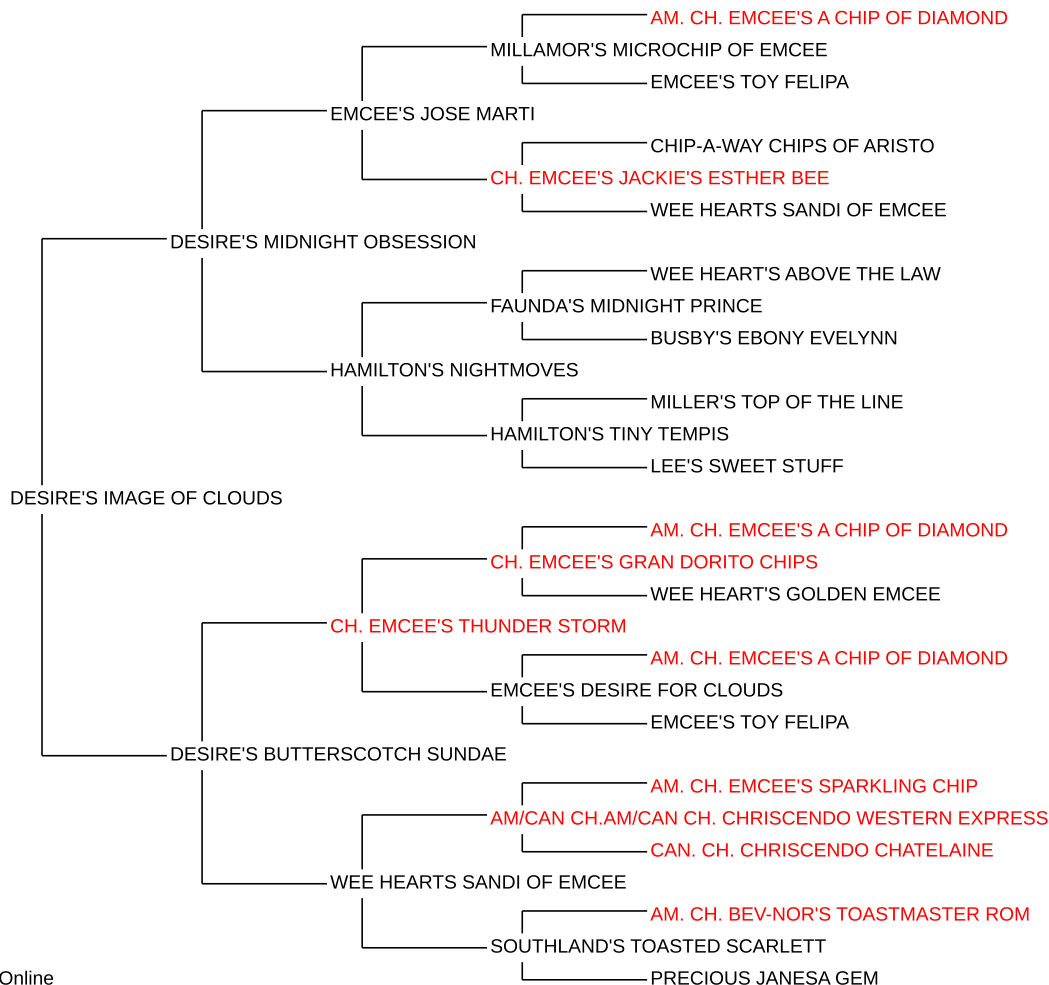 AM. CH. EMCEE'S A CHIP OF DIAMOND
MILLAMOR'S MICROCHIP OF EMCEE
EMCEE'S TOY FELIPA
EMCEE'S JOSE MARTI
CHIP-A-WAY CHIPS OF ARISTO
CH. EMCEE'S JACKIE'S ESTHER BEE
WEE HEARTS SANDI OF EMCEE
DESIRE'S MIDNIGHT OBSESSION
WEE HEART'S ABOVE THE LAW
FAUNDA'S MIDNIGHT PRINCE
BUSBY'S EBONY EVELYNN
HAMILTON'S NIGHTMOVES
MILLER'S TOP OF THE LINE
HAMILTON'S TINY TEMPIS
LEE'S SWEET STUFF
DESIRE'S IMAGE OF CLOUDS
AM. CH. EMCEE'S A CHIP OF DIAMOND
CH. EMCEE'S GRAN DORITO CHIPS
WEE HEART'S GOLDEN EMCEE
CH. EMCEE'S THUNDER STORM
AM. CH. EMCEE'S A CHIP OF DIAMOND
EMCEE'S DESIRE FOR CLOUDS
EMCEE'S TOY FELIPA
DESIRE'S BUTTERSCOTCH SUNDAE
AM. CH. EMCEE'S SPARKLING CHIP
AM/CAN CH.AM/CAN CH. CHRISCENDO WESTERN EXPRESS
CAN. CH. CHRISCENDO CHATELAINE
WEE HEARTS SANDI OF EMCEE
AM. CH. BEV-NOR'S TOASTMASTER ROM
SOUTHLAND'S TOASTED SCARLETT
PRECIOUS JANESA GEM
Online